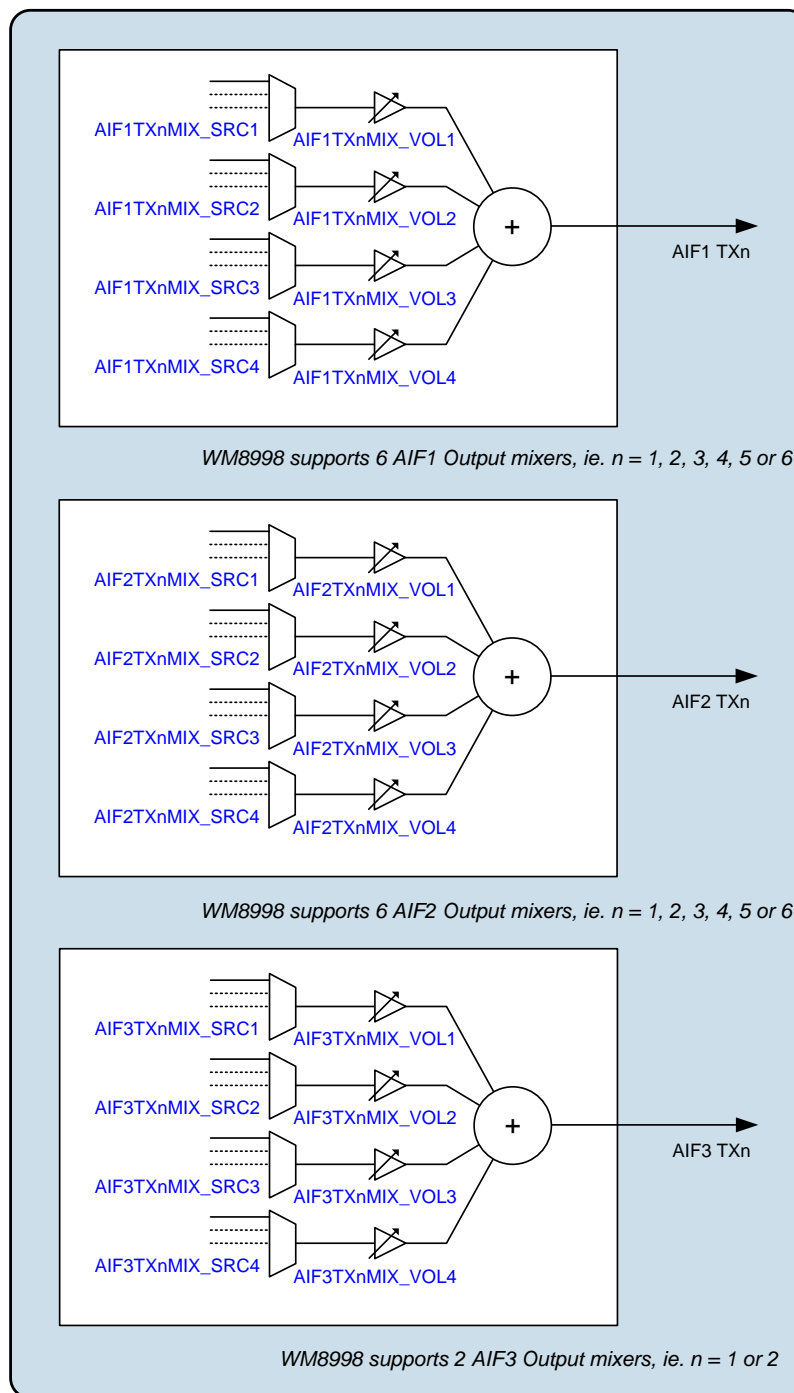 AIF1TXnMIX_SRC1
AIF1TXnMIX_VOL1
AIF1TXnMIX_SRC2
AIF1TXnMIX_VOL2
AIF1TXnMIX_SRC3
AIF1TXnMIX_VOL3
AIF1TXnMIX_SRC4
AIF1TXnMIX_VOL4
+
AIF1 TXn
WM8998 supports 6 AIF1 Output mixers, ie. n = 1, 2, 3, 4, 5 or 6
AIF2TXnMIX_SRC1
AIF2TXnMIX_VOL1
AIF2TXnMIX_SRC2
AIF2TXnMIX_VOL2
AIF2TXnMIX_SRC3
AIF2TXnMIX_VOL3
AIF2TXnMIX_SRC4
AIF2TXnMIX_VOL4
+
AIF2 TXn
WM8998 supports 6 AIF2 Output mixers, ie. n = 1, 2, 3, 4, 5 or 6
AIF3TXnMIX_SRC1
AIF3TXnMIX_VOL1
AIF3TXnMIX_SRC2
AIF3TXnMIX_VOL2
AIF3TXnMIX_SRC3
AIF3TXnMIX_VOL3
AIF3TXnMIX_SRC4
AIF3TXnMIX_VOL4
+
AIF3 TXn
WM8998 supports 2 AIF3 Output mixers, ie. n = 1 or 2